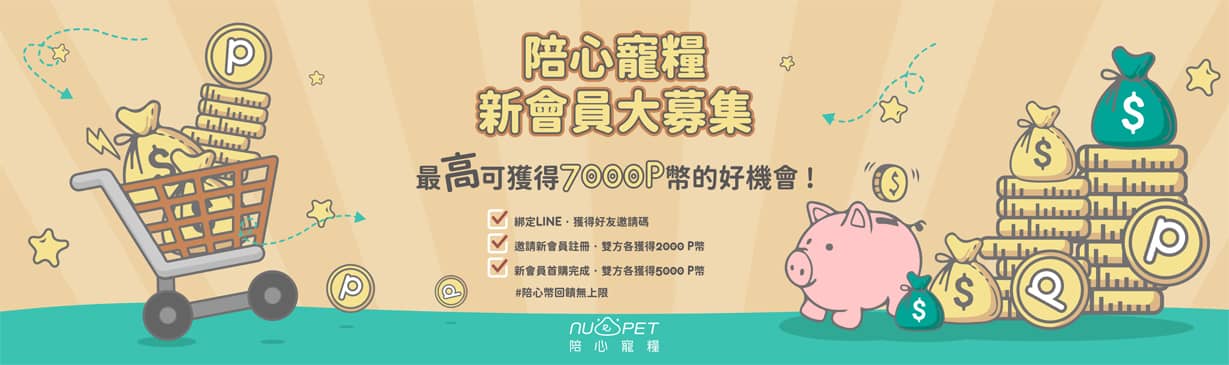 陪心寵糧
新會員大募集
最高可獲得7000P幣的好機會！
綁定LINE・獲得好友邀請碼
邀請新會員註冊・雙方各獲得2000 P幣
新會員首購完成・雙方各獲得5000 P幣
#陪心幣回饋無上限
nu PET
陪心寵糧